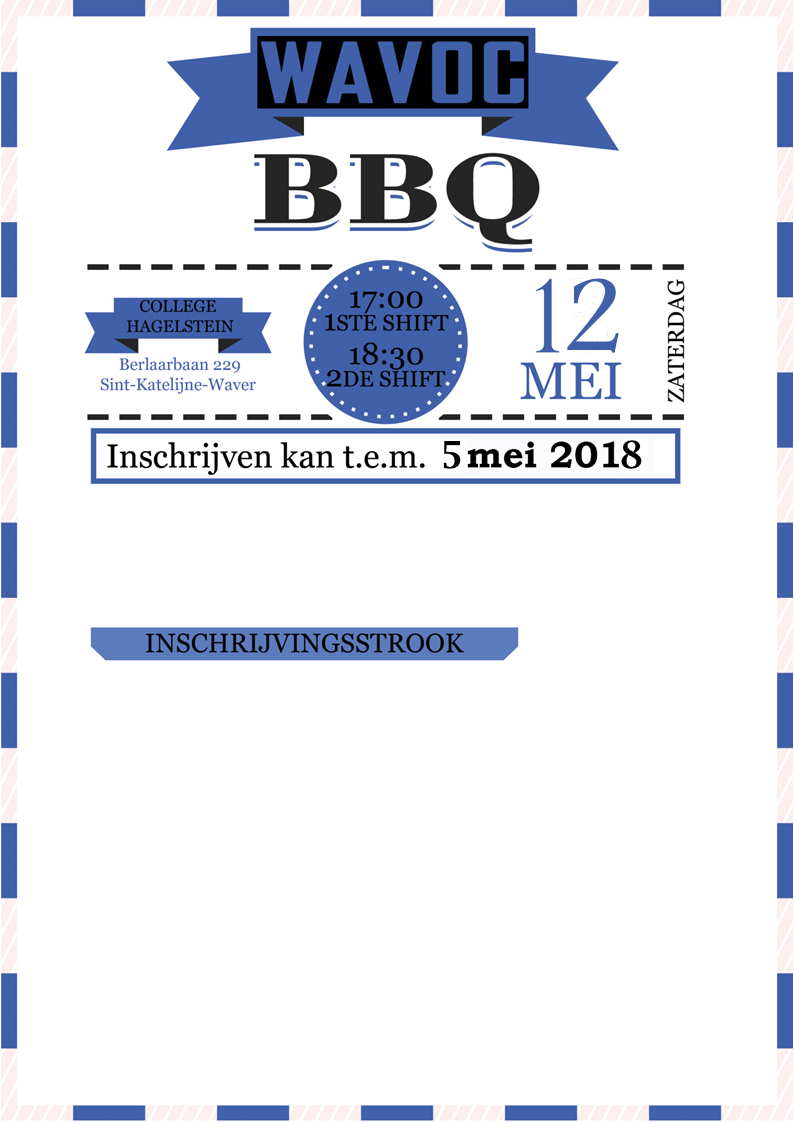 WAVOC
BBQ
COLLEGE
HAGELSTEIN
Berlaarbaan 229
Sint-Katelijne-Waver
17:00
1STE SHIFT
18:30
2DE SHIFT
12
MEI
ZATERDAG
Inschrijven kan t.e.m. 5 mei 2018
INSCHRIJVINGSSTROOK